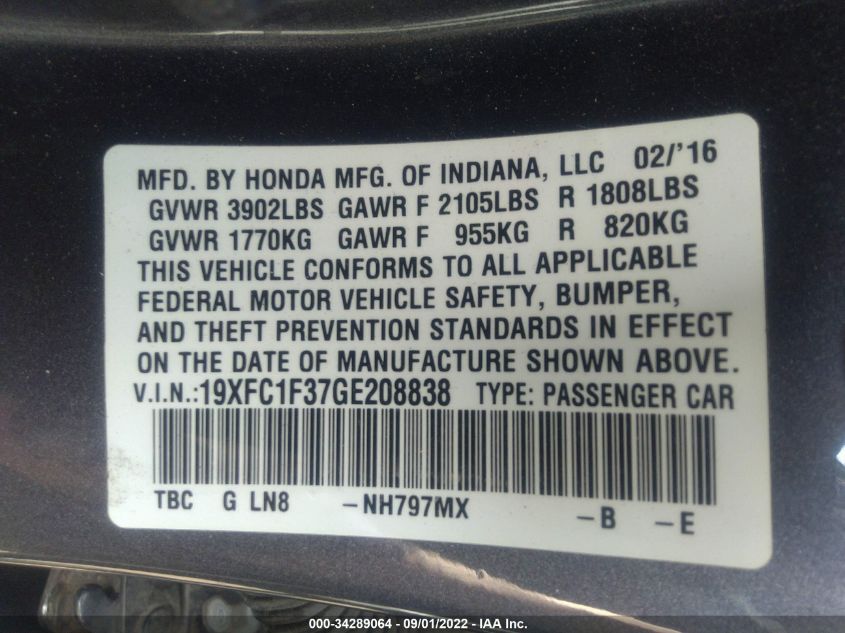 MFD. BY HONDA MFG. OF INDIANA, LLC 02/'16
GVWR 3902LBS GAWR F 2105LBS R 1808LBS
GVWR 1770KG GAWR F 955KG R 820KG
THIS VEHICLE CONFORMS TO ALL APPLICABLE
FEDERAL MOTOR VEHICLE SAFETY, BUMPER,
AND THEFT PREVENTION STANDARDS IN EFFECT
ON THE DATE OF MANUFACTURE SHOWN ABOVE.
V.I.N.:19XFC1F37GE208838 TYPE: PASSENGER CAR
TBC G LN8 -NH797MX -B -E
000-34289064 - 09/01/2022 - IAA Inc.